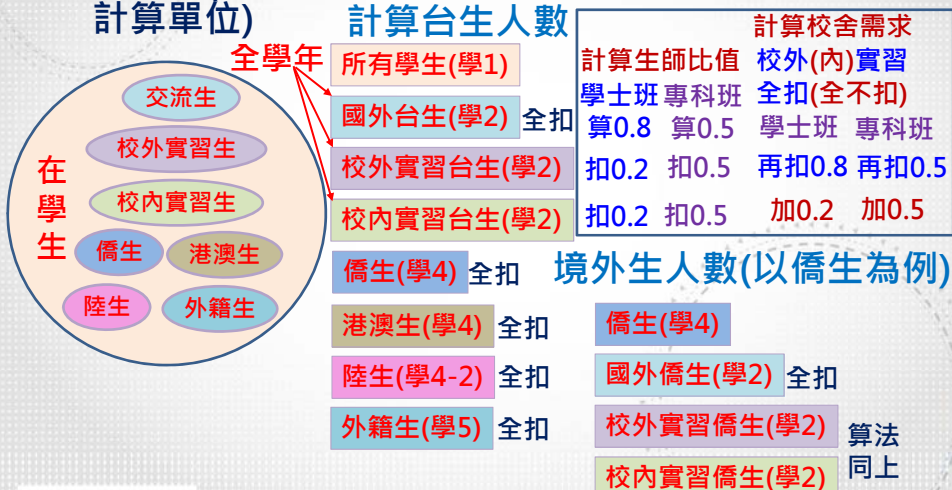 計算單位)
計算台生人數
全學年
在學生
交流生
校外實習生
校內實習生
僑生
港澳生
陸生
外籍生
所有學生(學1)
國外台生(學2) 全扣
校外實習台生(學2)
校內實習台生(學2)
僑生(學4) 全扣
港澳生(學4) 全扣
陸生(學4-2) 全扣
外籍生(學5) 全扣
計算校舍需求
計算生師比值 校外(內)實習
學士班 專科班 全扣(全不扣)
算0.8 算0.5 學士班 專科班
扣0.2 扣0.5 再扣0.8 再扣0.5
扣0.2 扣0.5 加0.2 加0.5
境外生人數(以僑生為例)
僑生(學4)
國外僑生(學2) 全扣
校外實習僑生(學2)
校內實習僑生(學2)
算法
同上